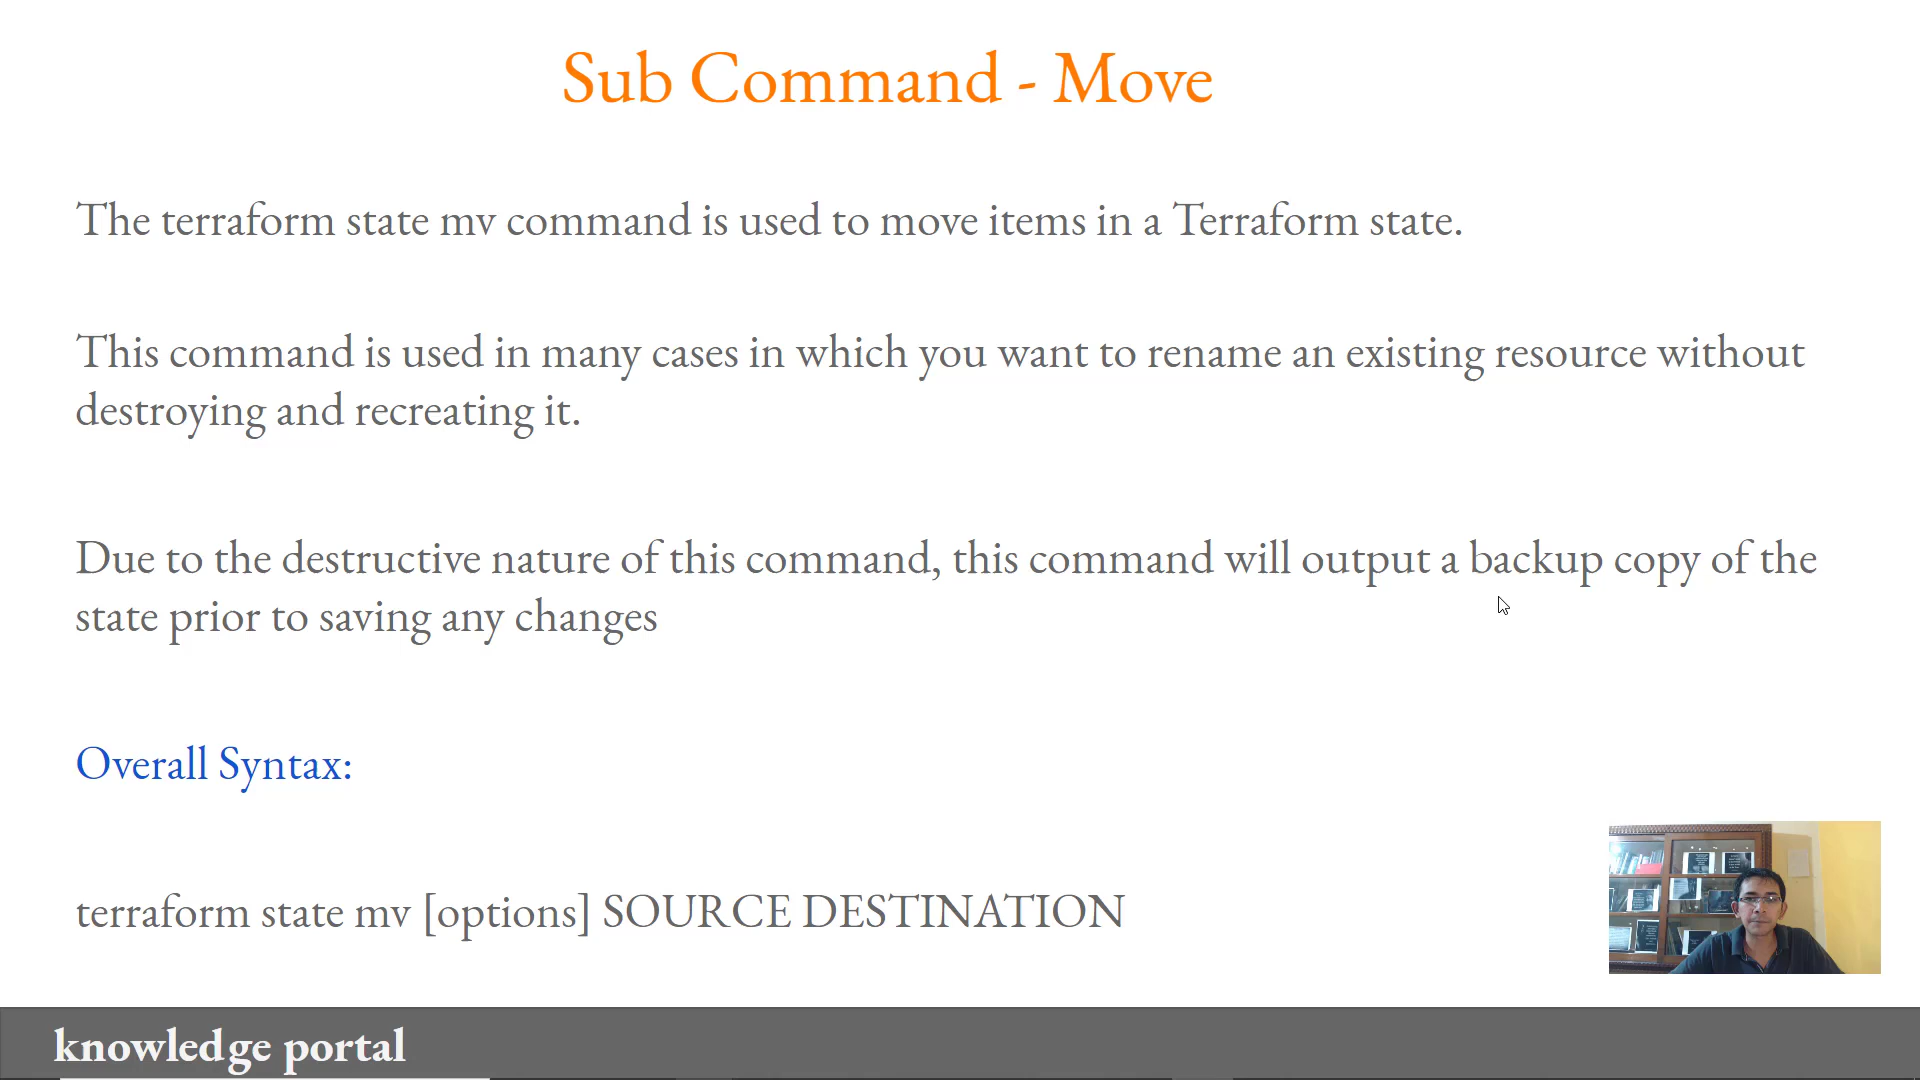 Sub Command - Move
The terraform state mv command is used to move items in a Terraform state.
This command is used in many cases in which you want to rename an existing resource without
destroying and recreating it.
Due to the destructive nature of this command, this command will output a backup copy of the
state prior to saving any changes
Overall Syntax:
terraform state mv [options] SOURCE DESTINATION
knowledge portal